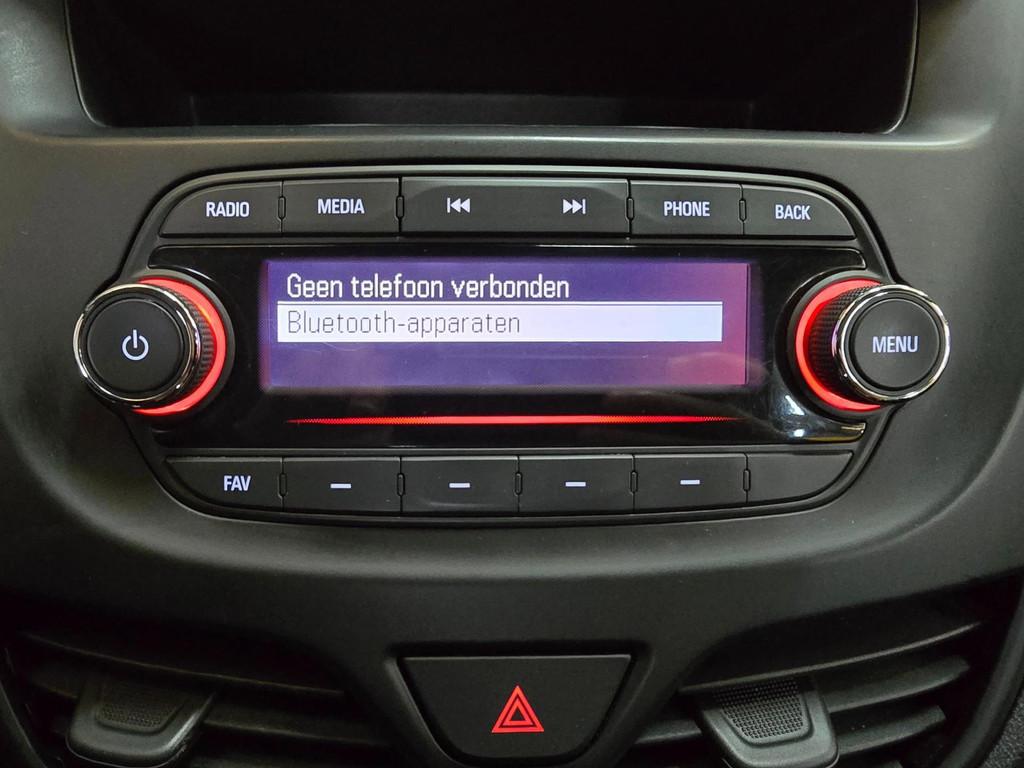 RADIO MEDIA PHONE BACK
Geen telefoon verbonden
Bluetooth-apparaten
MENU
FAV